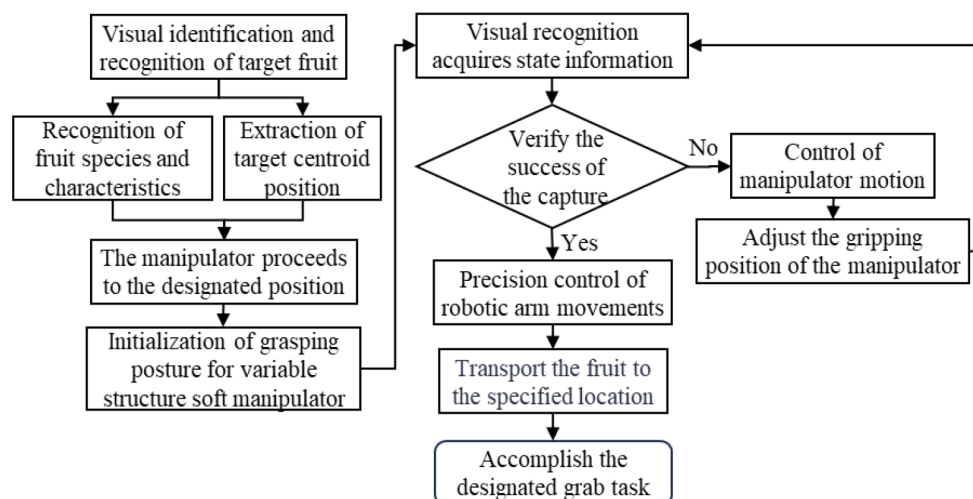 Visual identification and
recognition of target fruit
Recognition of
fruit species and
characteristics
Extraction of
target centroid
position
The manipulator proceeds
to the designated position
Initialization of grasping
posture for variable
structure soft manipulator
Visual recognition
acquires state information
Verify the
success of
the capture
No
Control of
manipulator motion
Adjust the gripping
position of the manipulator
Yes
Precision control of
robotic arm movements
Transport the fruit to
the specified location
Accomplish the
designated grab task